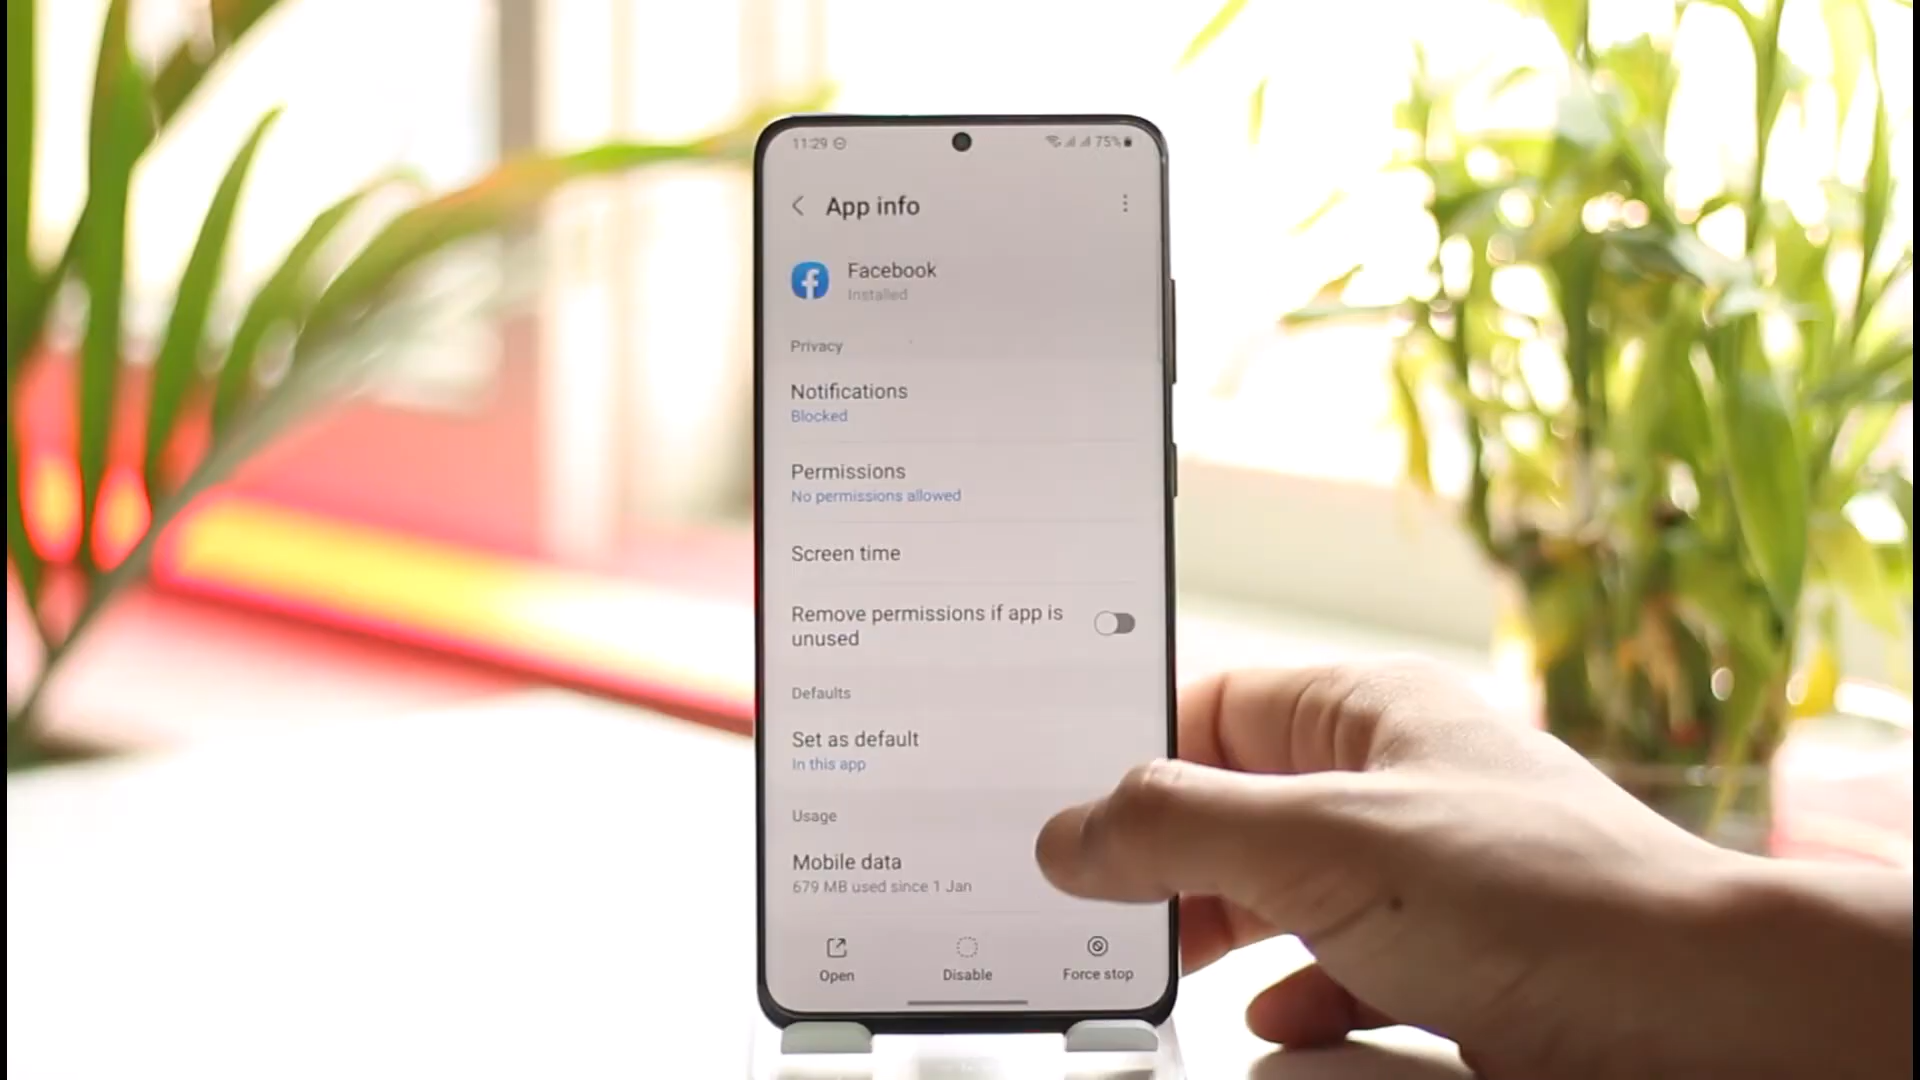 11:29 75%
App info
Facebook
Installed
Privacy
Notifications
Blocked
Permissions
No permissions allowed
Screen time
Remove permissions if app is
unused
Defaults
Set as default
In this app
Usage
Mobile data
679 MB used since 1 Jan
Open Disable Force stop